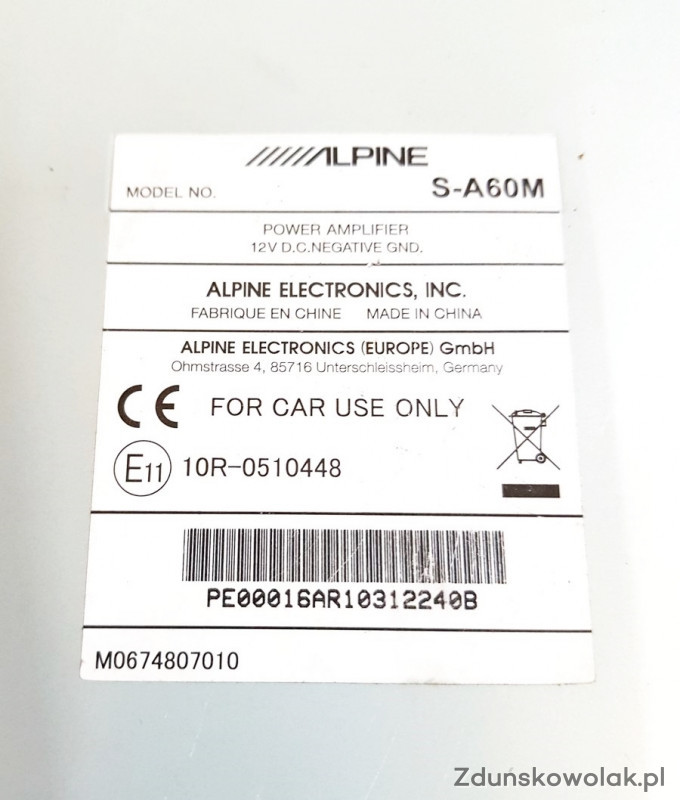 ALPINE
MODEL NO. S-A60M
POWER AMPLIFIER
12V D.C.NEGATIVE GND.
ALPINE ELECTRONICS, INC.
FABRIQUE EN CHINE MADE IN CHINA
ALPINE ELECTRONICS (EUROPE) GmbH
Ohmstrasse 4, 85716 Unterschleissheim, Germany
CE FOR CAR USE ONLY
E11 10R-0510448
PE00016AR10312240B
M0674807010
Zdunskowolak.pl